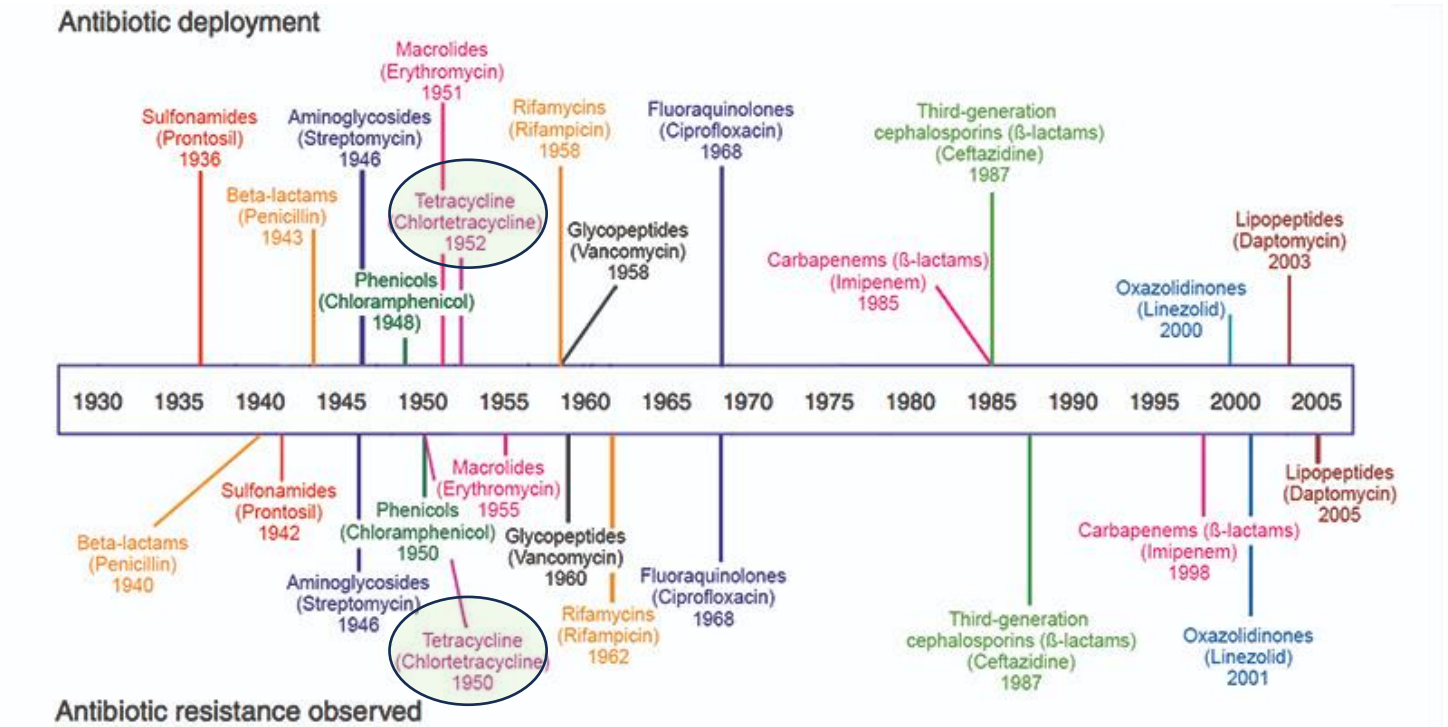 Antibiotic deployment
Macrolides
(Erythromycin)
1951
Sulfonamides
(Prontosil)
1936
Aminoglycosides
(Streptomycin)
1946
Rifamycins
(Rifampicin)
1958
Fluoraquinolones
(Ciprofloxacin)
1968
Third-generation
cephalosporins (ß-lactams)
(Ceftazidine)
1987
Beta-lactams
(Penicillin)
1943
Tetracycline
(Chlortetracycline)
1952
Glycopeptides
(Vancomycin)
1958
Lipopeptides
(Daptomycin)
2003
Phenicols
(Chloramphenicol)
1948)
Carbapenems (ß-lactams)
(Imipenem)
1985
Oxazolidinones
(Linezolid)
2000
1930 1935 1940 1945 1950 1955 1960 1965 1970 1975 1980 1985 1990 1995 2000 2005
Beta-lactams
(Penicillin)
1940
Sulfonamides
(Prontosil)
1942
Aminoglycosides
(Streptomycin)
1946
Phenicols
(Chloramphenicol)
1950
Macrolides
(Erythromycin)
1955
Tetracycline
(Chlortetracycline)
1950
Glycopeptides
(Vancomycin)
1960
Rifamycins
(Rifampicin)
1962
Fluoraquinolones
(Ciprofloxacin)
1968
Third-generation
cephalosporins (ß-lactams)
(Ceftazidine)
1987
Carbapenems (ß-lactams)
(Imipenem)
1998
Oxazolidinones
(Linezolid)
2001
Lipopeptides
(Daptomycin)
2005
Antibiotic resistance observed